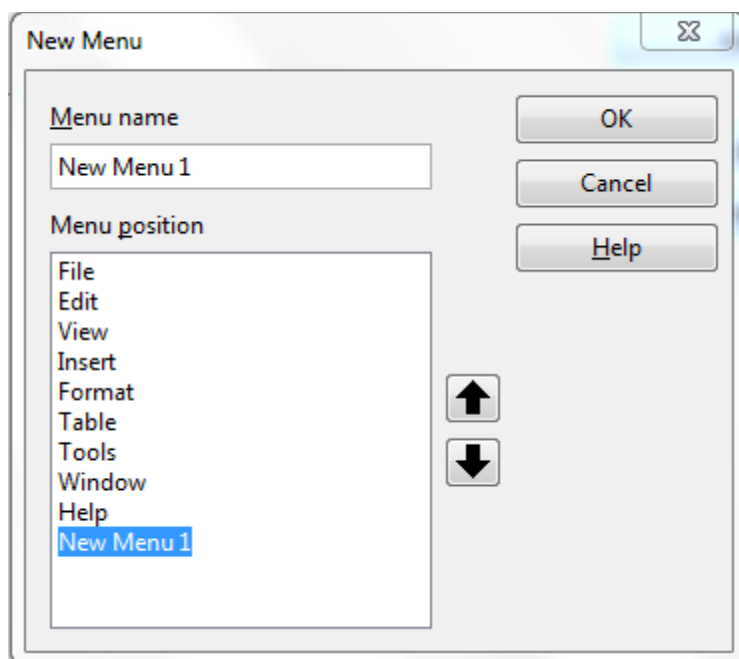 New Menu
Menu name
New Menu 1
Menu position
File
Edit
View
Insert
Format
Table
Tools
Window
Help
New Menu 1
OK
Cancel
Help